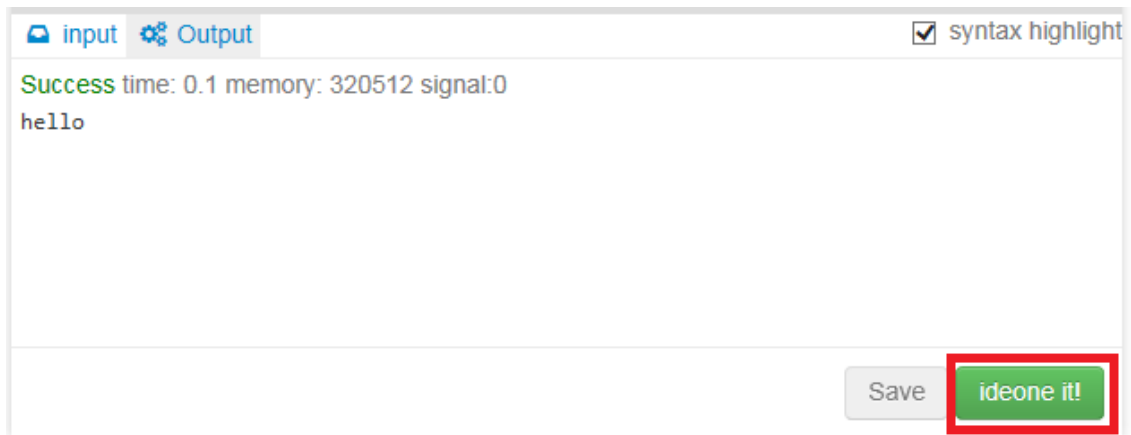 input Output syntax highlight
Success time: 0.1 memory: 320512 signal:0
hello
Save ideone it!